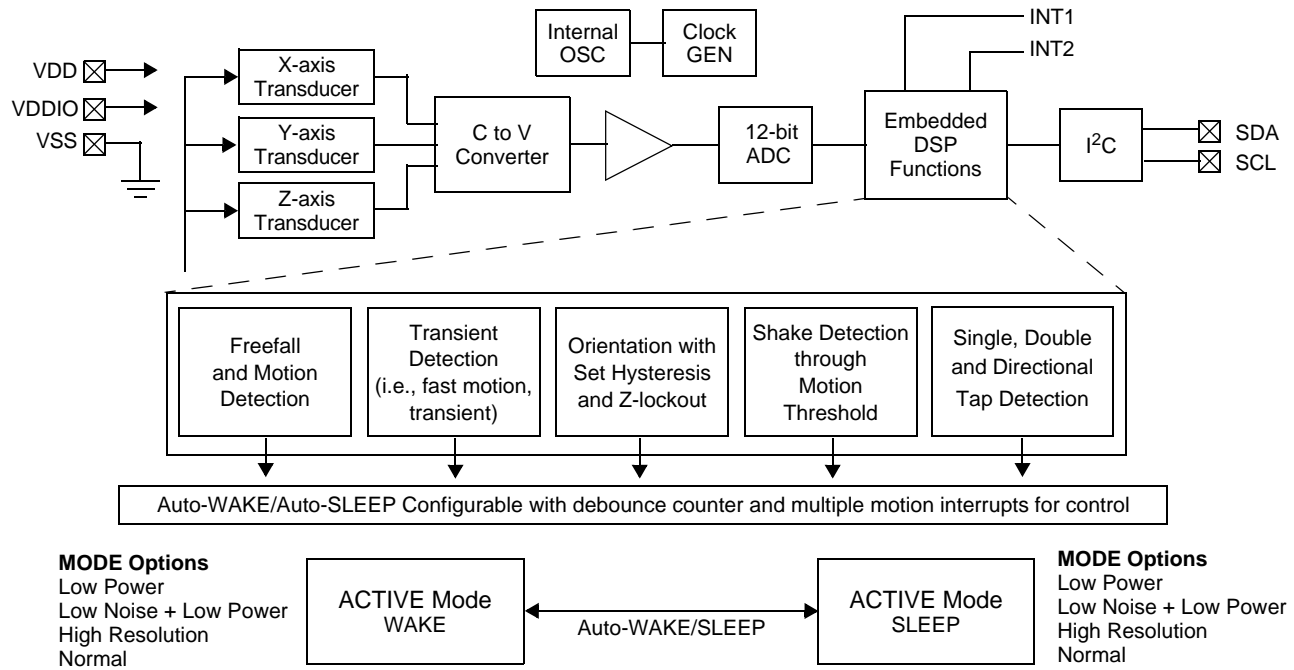 INT1
INT2
Internal
OSC
Clock
GEN
VDD
VDDIO
VSS
X-axis
Transducer
Y-axis
Transducer
Z-axis
Transducer
C to V
Converter
12-bit
ADC
Embedded
DSP
Functions
I²C
SDA
SCL
Freefall
and Motion
Detection
Transient
Detection
(i.e., fast motion,
transient)
Orientation with
Set Hysteresis
and Z-lockout
Shake Detection
through
Motion
Threshold
Single, Double
and Directional
Tap Detection
Auto-WAKE/Auto-SLEEP Configurable with debounce counter and multiple motion interrupts for control
MODE Options
Low Power
Low Noise + Low Power
High Resolution
Normal
ACTIVE Mode
WAKE
Auto-WAKE/SLEEP
ACTIVE Mode
SLEEP
MODE Options
Low Power
Low Noise + Low Power
High Resolution
Normal